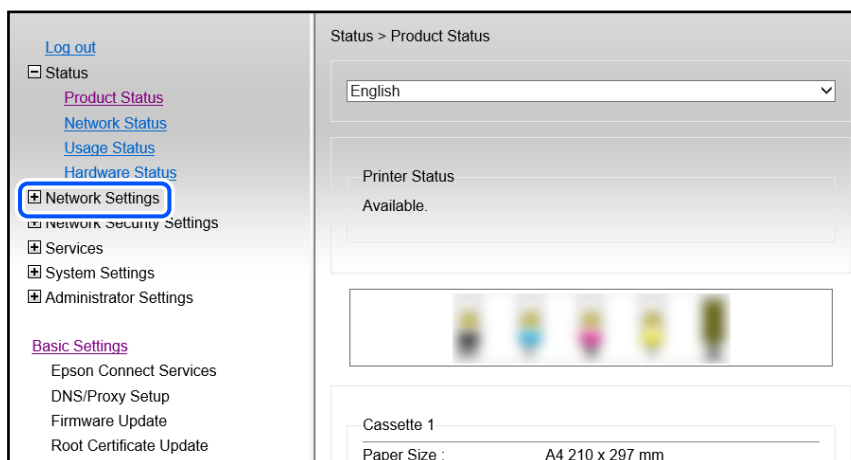 Log out
Status
Product Status
Network Status
Usage Status
Hardware Status
Network Settings
Network Security Settings
Services
System Settings
Administrator Settings
Basic Settings
Epson Connect Services
DNS/Proxy Setup
Firmware Update
Root Certificate Update
Status > Product Status
English
Printer Status
Available.
Cassette 1
Paper Size : A4 210 x 297 mm